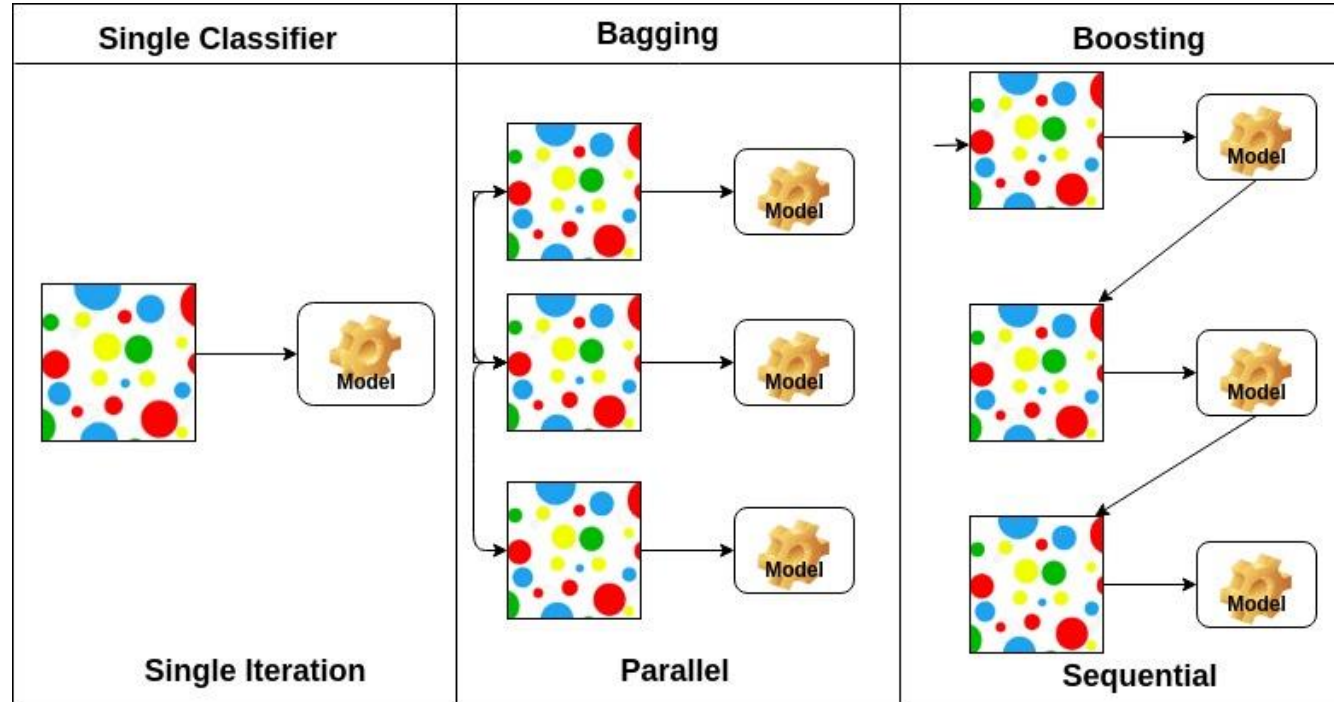 Single Classifier
Model
Single Iteration
Bagging
Model
Model
Model
Parallel
Boosting
Model
Model
Model
Sequential